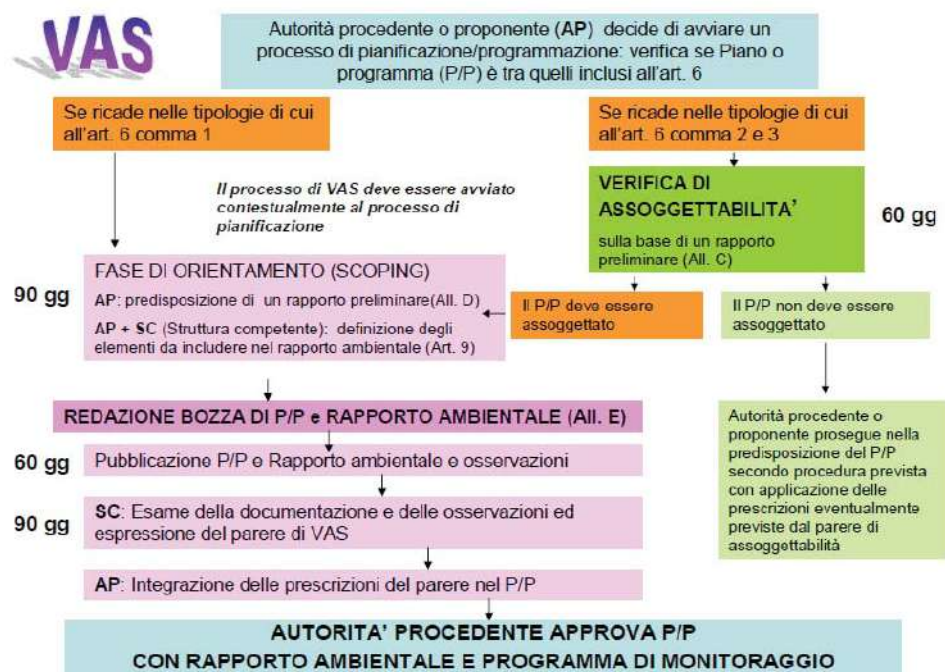 VAS
Autorità procedente o proponente (AP) decide di avviare un
processo di pianificazione/programmazione: verifica se Piano o
programma (P/P) è tra quelli inclusi all'art. 6
Se ricade nelle tipologie di cui
all'art. 6 comma 1
Se ricade nelle tipologie di cui
all'art. 6 comma 2 e 3
Il processo di VAS deve essere avviato
contestualmente al processo di
pianificazione
VERIFICA DI
ASSOGGETTABILITA'
sulla base di un rapporto
preliminare (All. C)
60 gg
90 gg
FASE DI ORIENTAMENTO (SCOPING)
AP: predisposizione di un rapporto preliminare(All. D)
AP + SC (Struttura competente): definizione degli
elementi da includere nel rapporto ambientale (Art. 9)
Il P/P deve essere
assoggettato
Il P/P non deve essere
assoggettato
REDAZIONE BOZZA DI P/P e RAPPORTO AMBIENTALE (All. E)
60 gg
Pubblicazione P/P e Rapporto ambientale e osservazioni
90 gg
SC: Esame della documentazione e delle osservazioni ed
espressione del parere di VAS
AP: Integrazione delle prescrizioni del parere nel P/P
Autorità procedente o
proponente prosegue nella
predisposizione del P/P
secondo procedura prevista
con applicazione delle
prescrizioni eventualmente
previste dal parere di
assoggettabilità
AUTORITA' PROCEDENTE APPROVA P/P
CON RAPPORTO AMBIENTALE E PROGRAMMA DI MONITORAGGIO